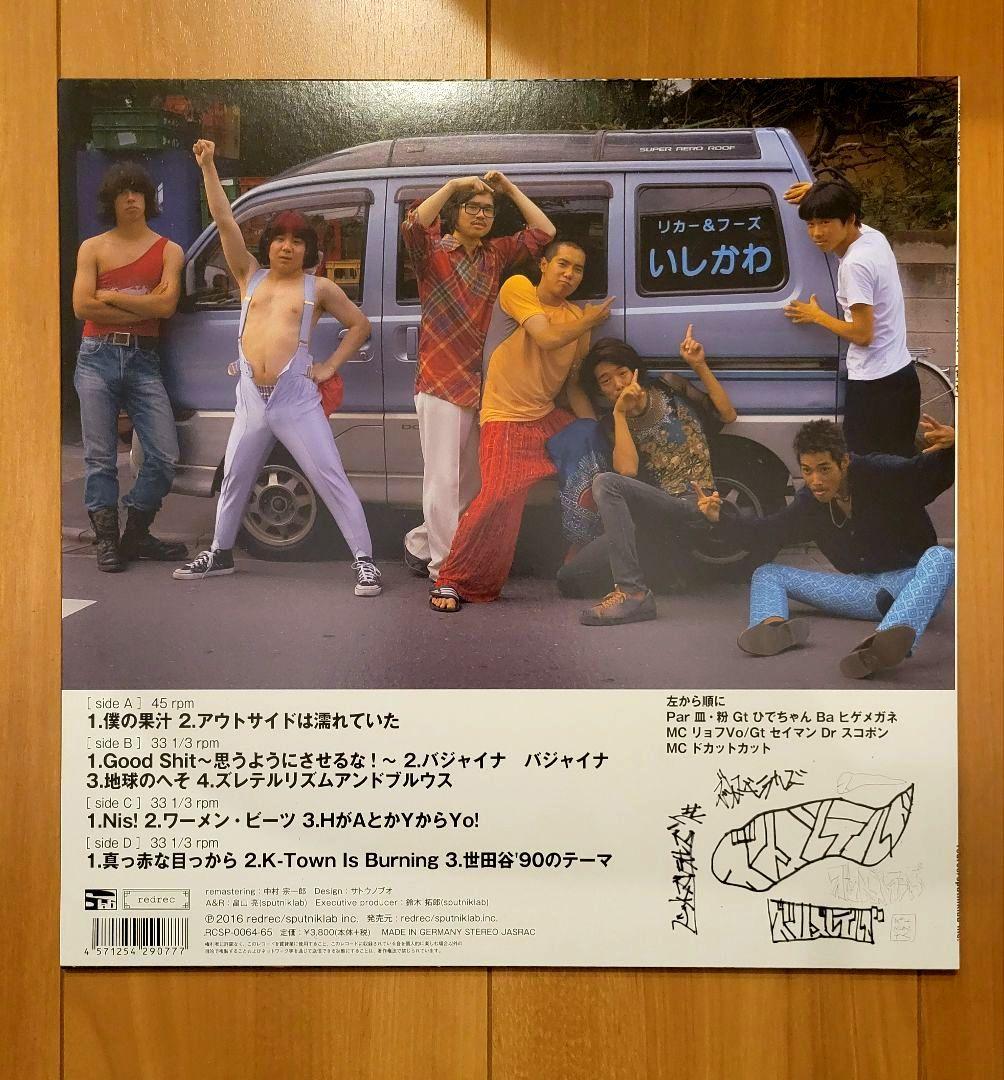 SUPER AERO ROOF
リカー&フーズ
いしかわ
[ side A ] 45 rpm
1.僕の果汁 2.アウトサイドは濡れていた
[ side B ] 33 1/3 rpm
1.Good Shit〜思うようにさせるな！〜 2.バジャイナ　バジャイナ
3.地球のへそ 4.ズレテルリズムアンドブルウス
[ side C ] 33 1/3 rpm
1.Nis! 2.ワーメン・ビーツ 3.HがAとかYからYo!
[ side D ] 33 1/3 rpm
1.真っ赤な目っから 2.K-Town Is Burning 3.世田谷'90のテーマ
左から順に
Par 皿・粉 Gt ひでちゃん Ba ヒゲメガネ
MC リョフVo/Gt セイマン Dr スコポン
MC ドカットカット
redrec
remastering : 中村 宗一郎　Design : サトウノブオ
A&R : 畠山 亮(sputniklab)　Executive producer : 鈴木 拓郎(sputniklab)
Ⓟ2016 redrec/sputniklab inc.　発売元 : redrec/sputniklab.inc.
RCSP-0064-65　定価 : ¥3,800(本体+税)　MADE IN GERMANY STEREO JASRAC
4 571254 290777